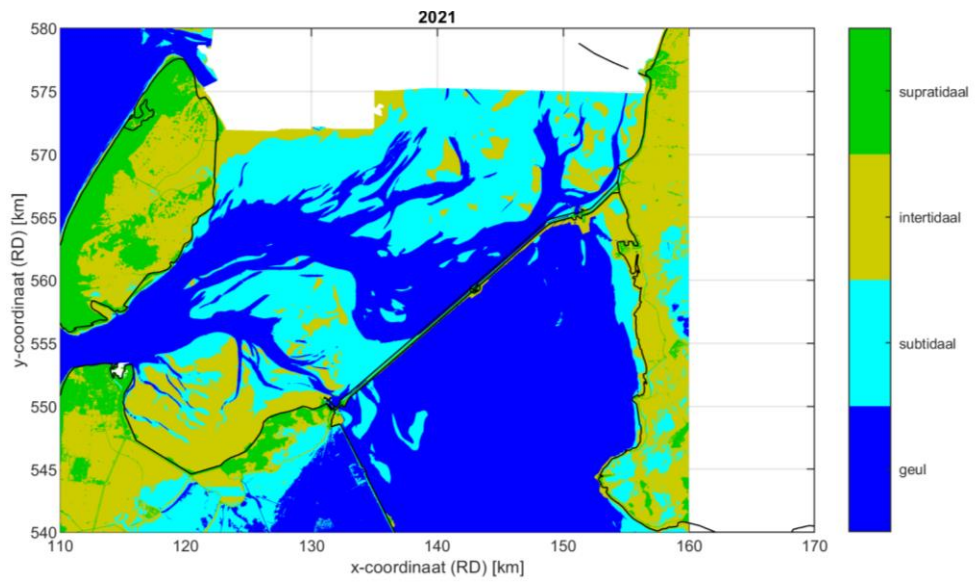 2021
580
575
570
565
560
555
550
545
540
y-coordinaat (RD) [km]
110 120 130 140 150 160 170
x-coordinaat (RD) [km]
supratidaal
intertidaal
subtidaal
geul